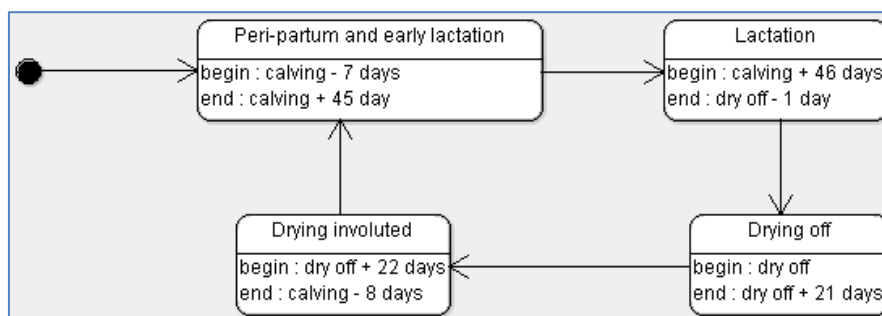 Peri-partum and early lactation
begin : calving - 7 days
end : calving + 45 day
Lactation
begin : calving + 46 days
end : dry off - 1 day
Drying involuted
begin : dry off + 22 days
end : calving - 8 days
Drying off
begin : dry off
end : dry off + 21 days